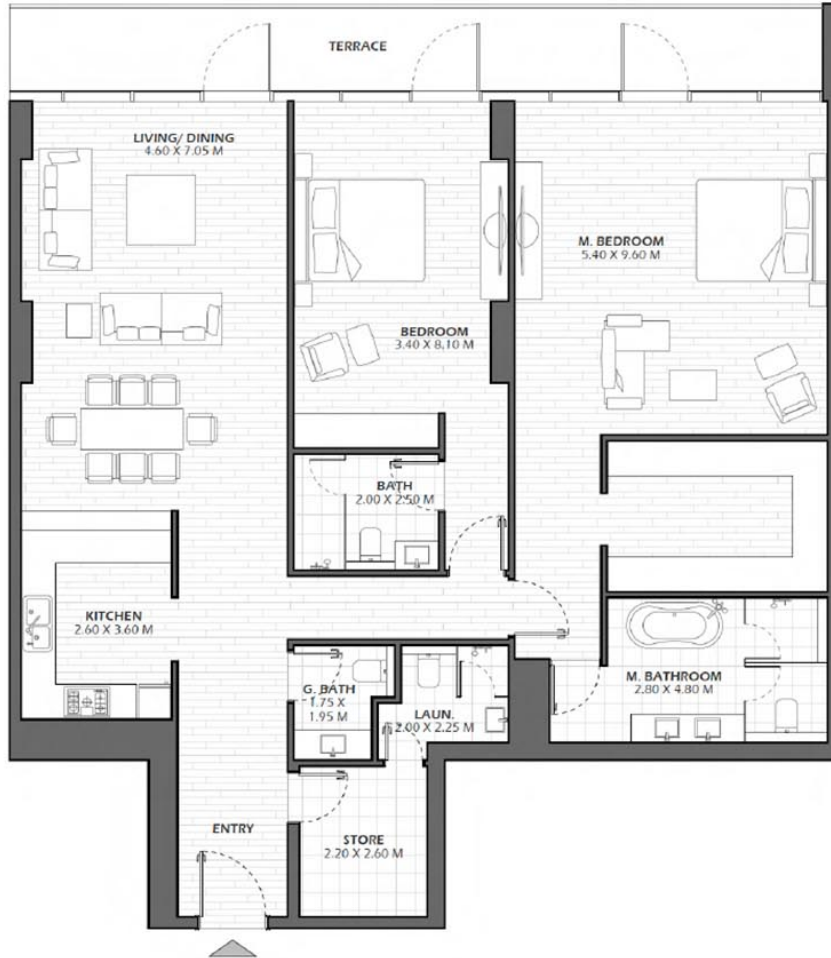 TERRACE
LIVING/ DINING
4.60 X 7.05 M
M. BEDROOM
5.40 X 9.60 M
BEDROOM
3.40 X 8.10 M
BATH
2.00 X 2.50 M
KITCHEN
2.60 X 3.60 M
M. BATHROOM
2.80 X 4.80 M
G. BATH
1.75 X
1.95 M
LAUN.
2.00 X 2.25 M
ENTRY
STORE
2.20 X 2.60 M